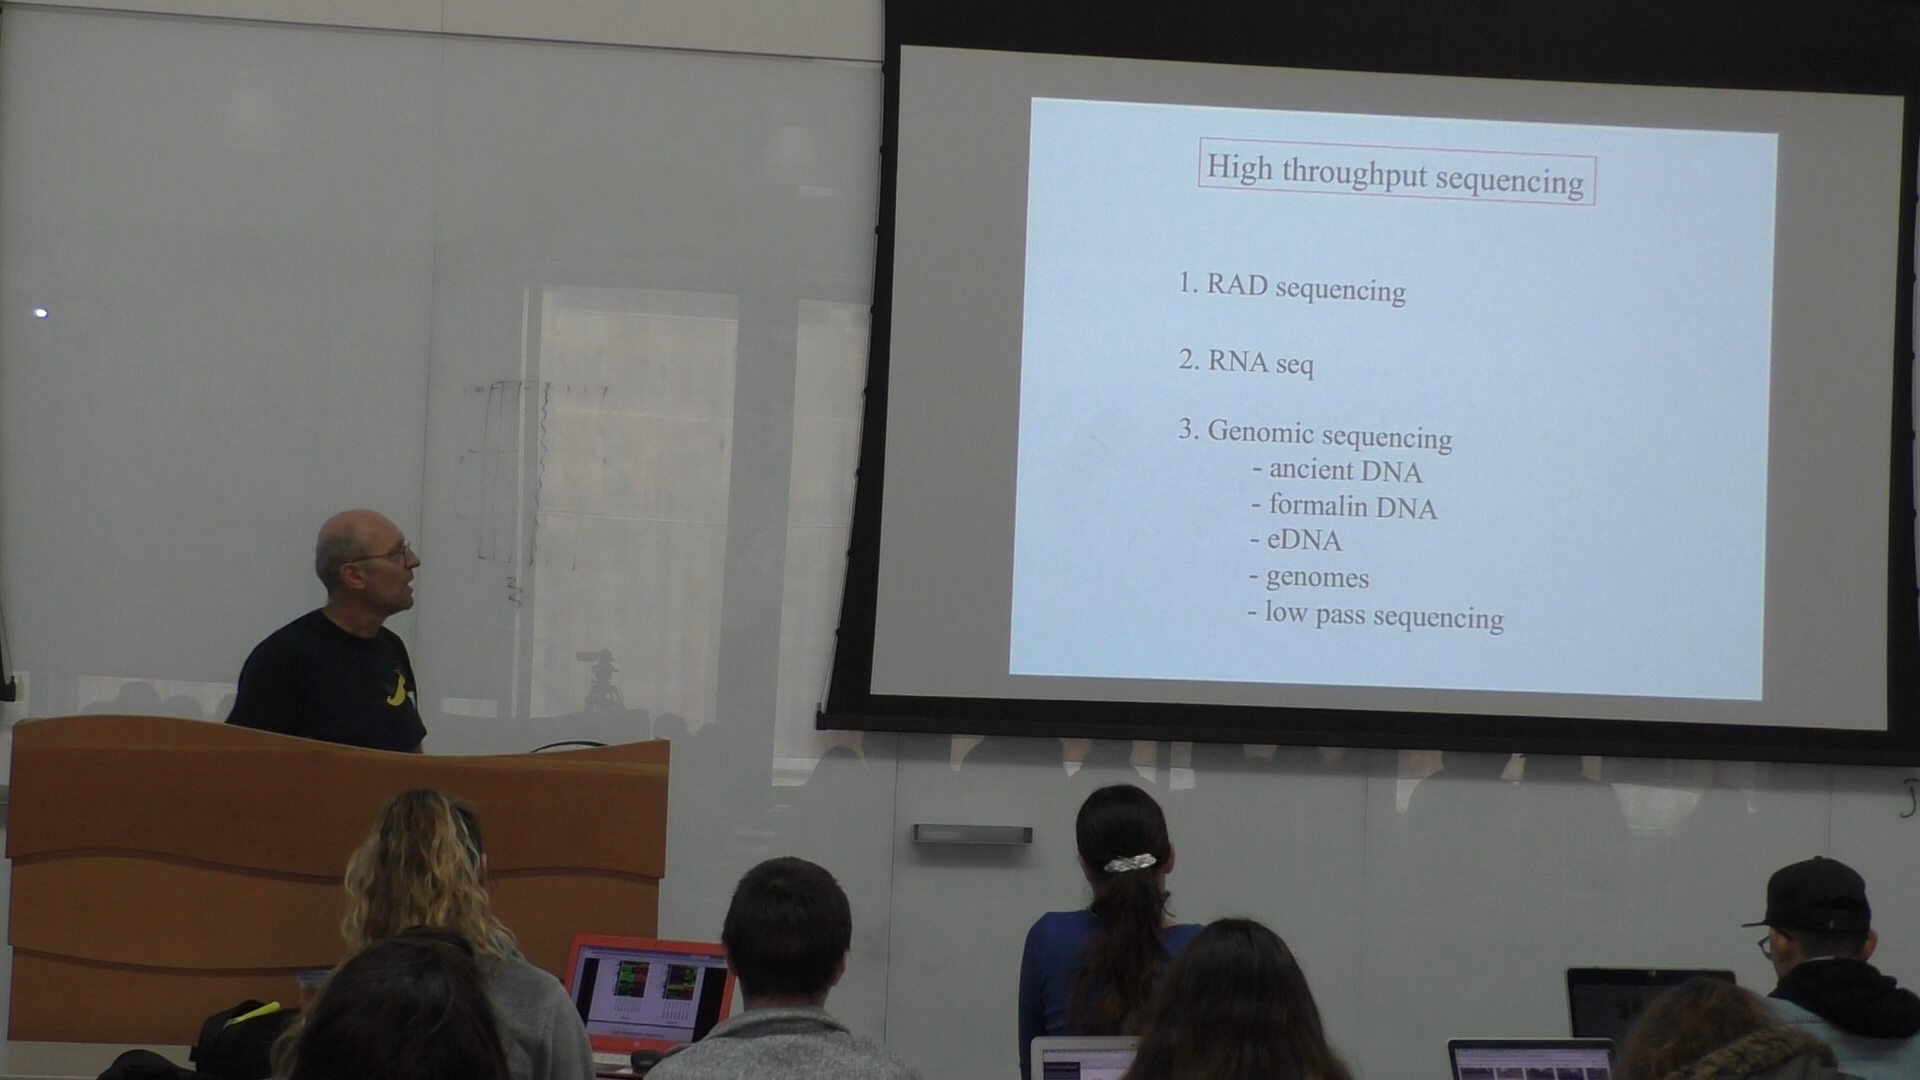 High throughput sequencing
1. RAD sequencing
2. RNA seq
3. Genomic sequencing
- ancient DNA
- formalin DNA
- eDNA
- genomes
- low pass sequencing